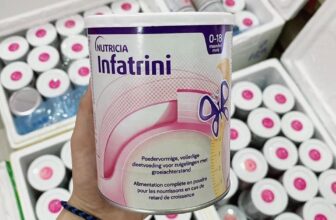 NUTRICIA
Infatrini
0-18
Poedervormige, volledige
dieetvoeding voor zuigelingen met
groeiachterstand
Alimentation complète en poudre
pour les nourrissons en cas de
retard de croissance